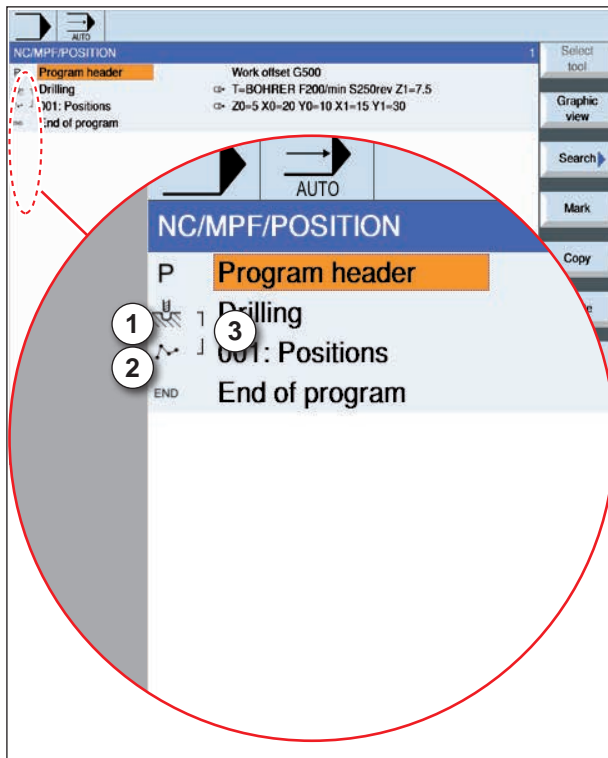 AUTO
NC/MPF/POSITION 1
Select tool
P Program header Work offset G500
Drilling T=BOHRER F200/min S250rev Z1=7.5
001: Positions Z0=5 X0=20 Y0=10 X1=15 Y1=30
END End of program
Graphic view
Search
Mark
Copy
AUTO
NC/MPF/POSITION
P Program header
1 3 Drilling
2 001: Positions
END End of program